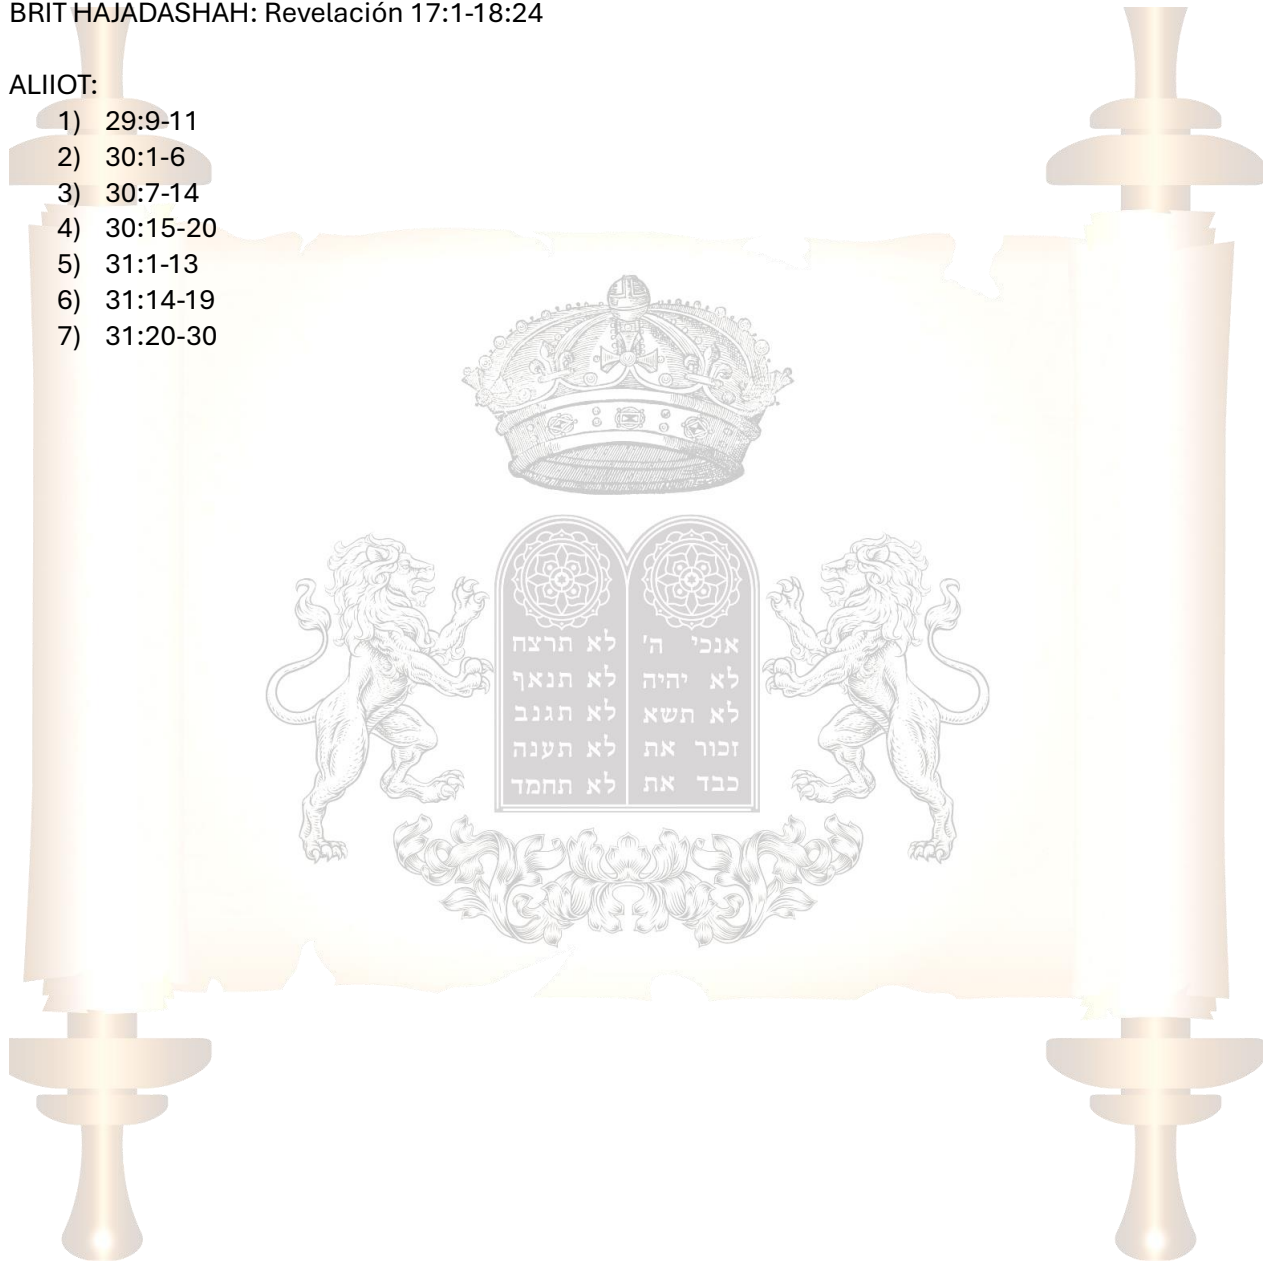 BRIT HAJADASHAH: Revelación 17:1-18:24
ALIIOT:
1) 29:9-11
2) 30:1-6
3) 30:7-14
4) 30:15-20
5) 31:1-13
6) 31:14-19
7) 31:20-30
אנכי ה'
לא יהיה
לא תשא
זכור את
כבד את
לא תרצח
לא תנאף
לא תגנב
לא תענה
לא תחמד